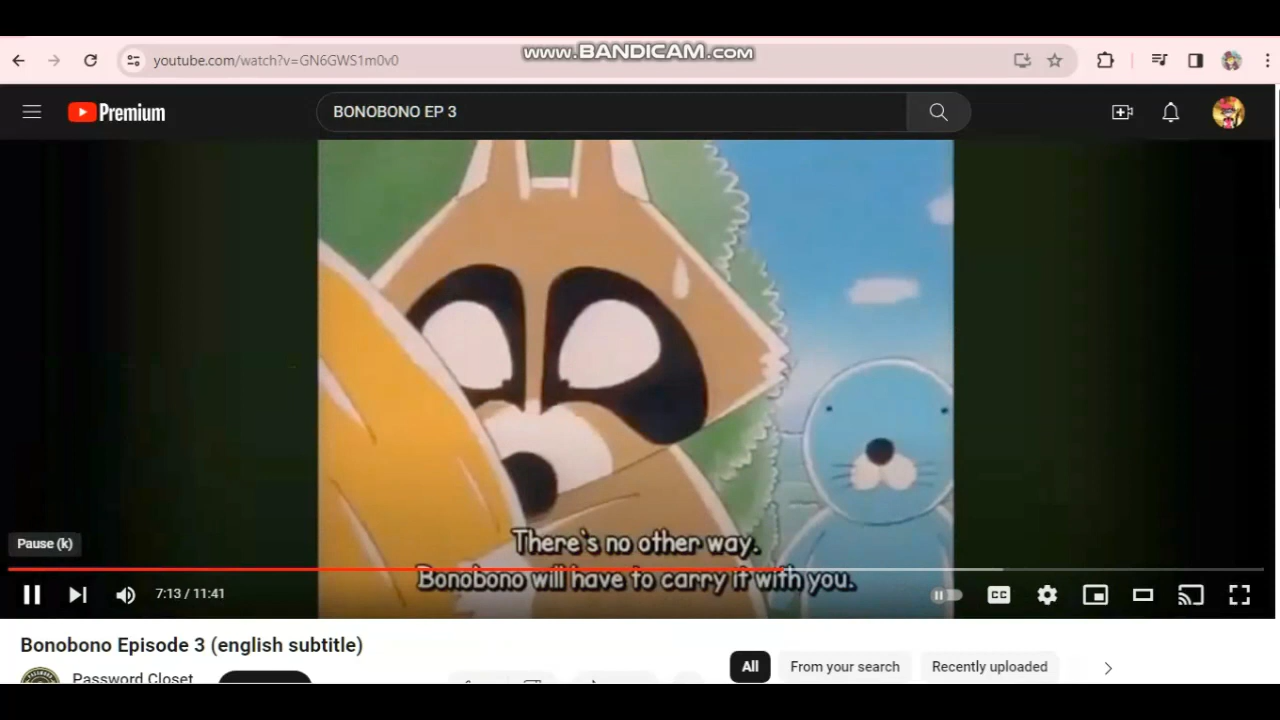 www.BANDICAM.com
youtube.com/watch?v=GN6GWS1m0v0
Premium
BONOBONO EP 3
There's no other way.
Bonobono will have to carry it with you.
Pause (k)
7:13 / 11:41
CC
Bonobono Episode 3 (english subtitle)
Password Closet
All
From your search
Recently uploaded